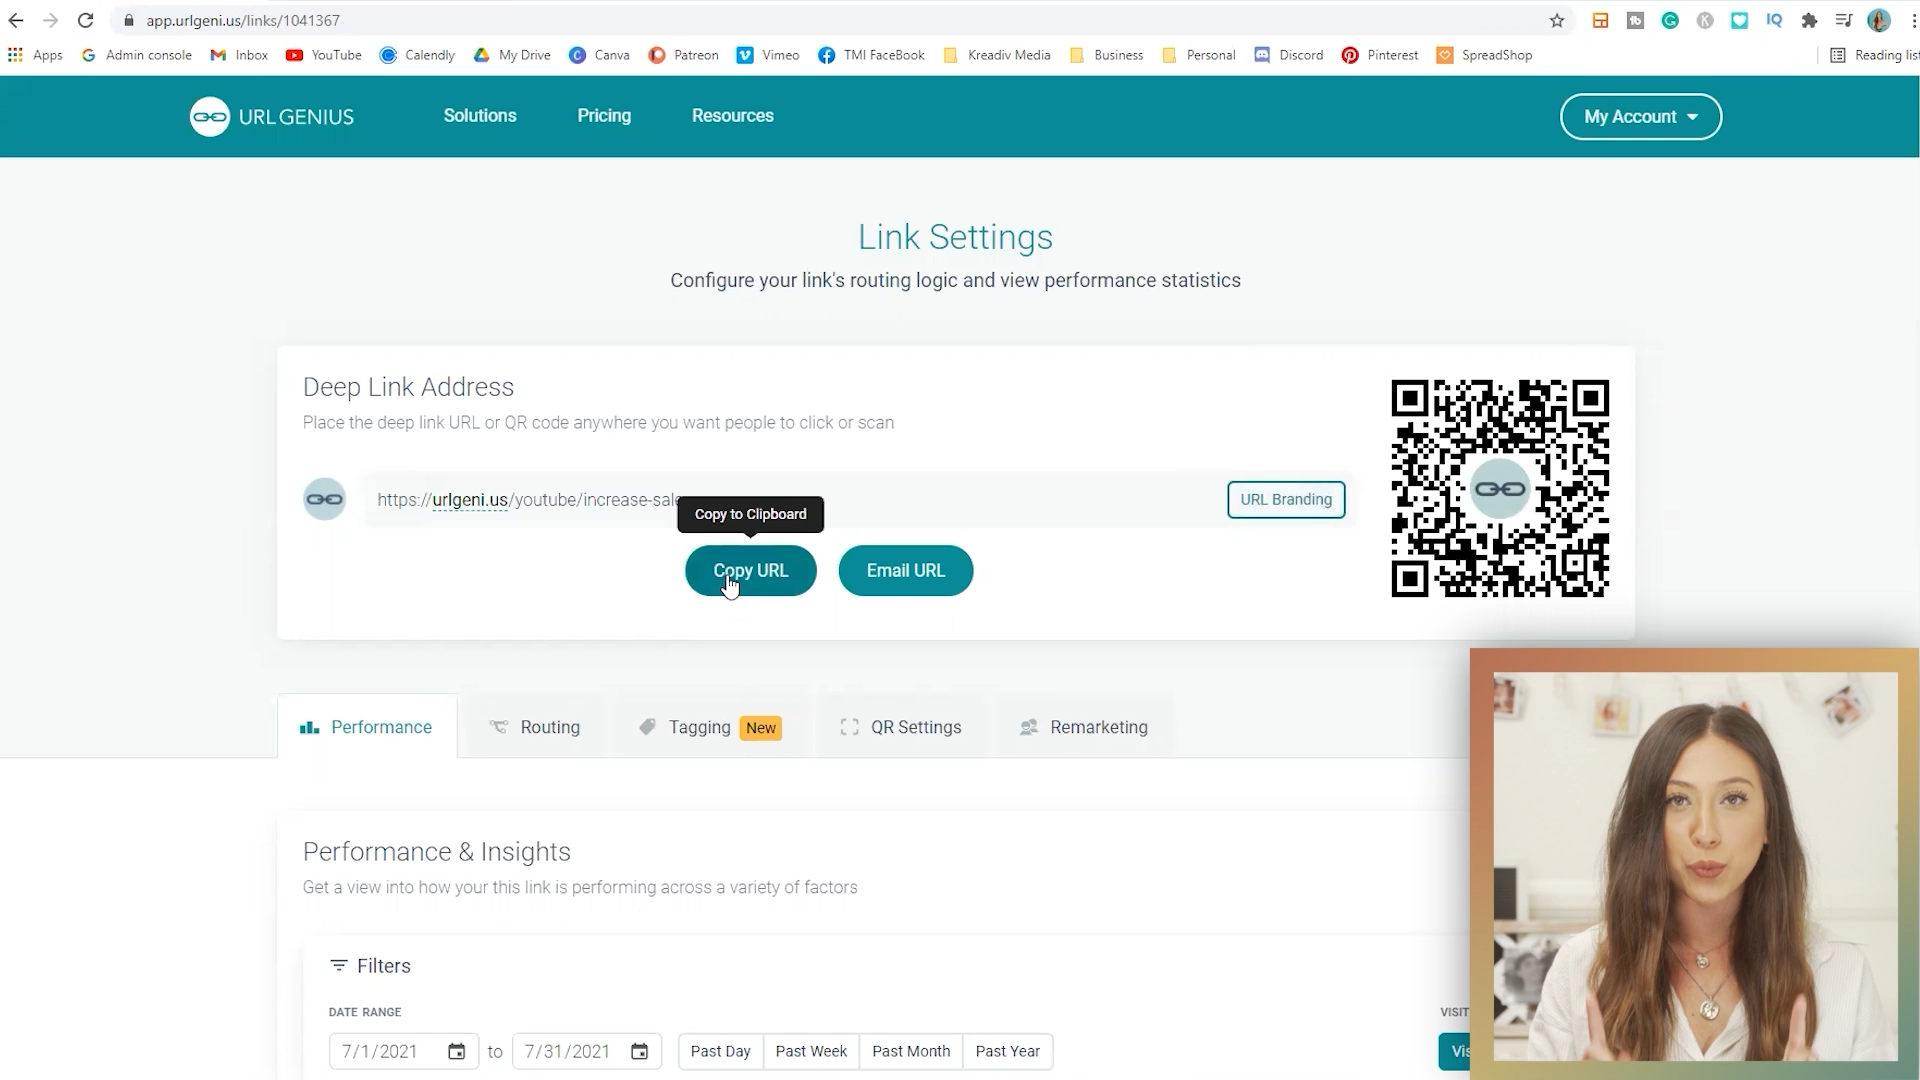 app.urlgeni.us/links/1041367
Apps Admin console Inbox YouTube Calendly My Drive Canva Patreon Vimeo TMI FaceBook Kreadiv Media Business Personal Discord Pinterest SpreadShop Reading list
URL GENIUS Solutions Pricing Resources My Account
Link Settings
Configure your link's routing logic and view performance statistics
Deep Link Address
Place the deep link URL or QR code anywhere you want people to click or scan
https://urlgeni.us/youtube/increase-sale URL Branding
Copy to Clipboard
Copy URL Email URL
Performance Routing Tagging New QR Settings Remarketing
Performance & Insights
Get a view into how your this link is performing across a variety of factors
Filters
DATE RANGE VISIT
7/1/2021 to 7/31/2021 Past Day Past Week Past Month Past Year Vis